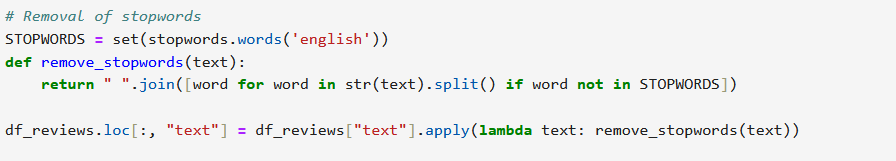 # Removal of stopwords
STOPWORDS = set(stopwords.words('english'))
def remove_stopwords(text):
    return " ".join([word for word in str(text).split() if word not in STOPWORDS])

df_reviews.loc[:, "text"] = df_reviews["text"].apply(lambda text: remove_stopwords(text))